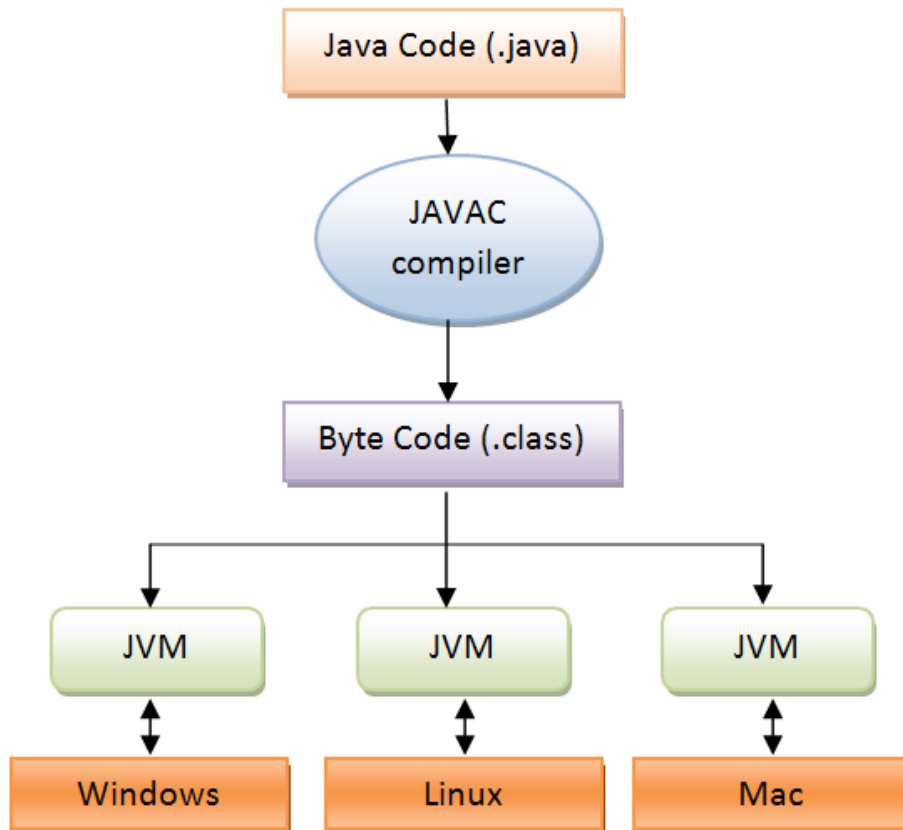 Java Code (.java)
JAVAC
compiler
Byte Code (.class)
JVM
JVM
JVM
Windows
Linux
Mac